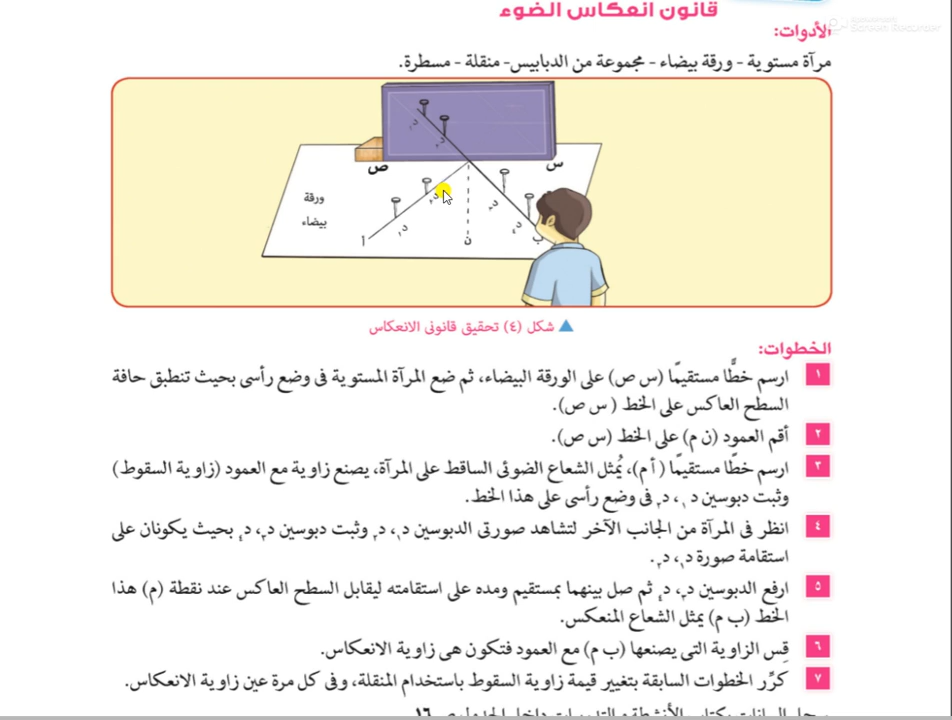 قانون انعكاس الضوء
الأدوات:
مرآة مستوية - ورقة بيضاء - مجموعة من الدبابيس- منقلة - مسطرة.
د١
د٢
ص
س
ورقة
بيضاء
د٢
د٣
د١
د٤
أ
ن
ب
شكل (٤) تحقيق قانونى الانعكاس
الخطوات:
١ ارسم خطًّا مستقيمًا (س ص) على الورقة البيضاء، ثم ضع المرآة المستوية فى وضع رأسى بحيث تنطبق حافة
السطح العاكس على الخط ( س ص).
٢ أقم العمود (ن م) على الخط (س ص).
٣ ارسم خطًا مستقيمًا ( أ م)، يُمثل الشعاع الضوئى الساقط على المرآة، يصنع زاوية مع العمود (زاوية السقوط)
وثبت دبوسين د١، د٢ فى وضع رأسى على هذا الخط.
٤ انظر فى المرآة من الجانب الآخر لتشاهد صورتى الدبوسين د١، د٢ وثبت دبوسين د٣، د٤ بحيث يكونان على
استقامة صورة د١، د٢.
٥ ارفع الدبوسين د٣، د٤ ثم صل بينهما بمستقيم ومده على استقامته ليقابل السطح العاكس عند نقطة (م) هذا
الخط (ب م) يمثل الشعاع المنعكس.
٦ قِس الزاوية التى يصنعها (ب م) مع العمود فتكون هى زاوية الانعكاس.
٧ كرِّر الخطوات السابقة بتغيير قيمة زاوية السقوط باستخدام المنقلة، وفى كل مرة عين زاوية الانعكاس.